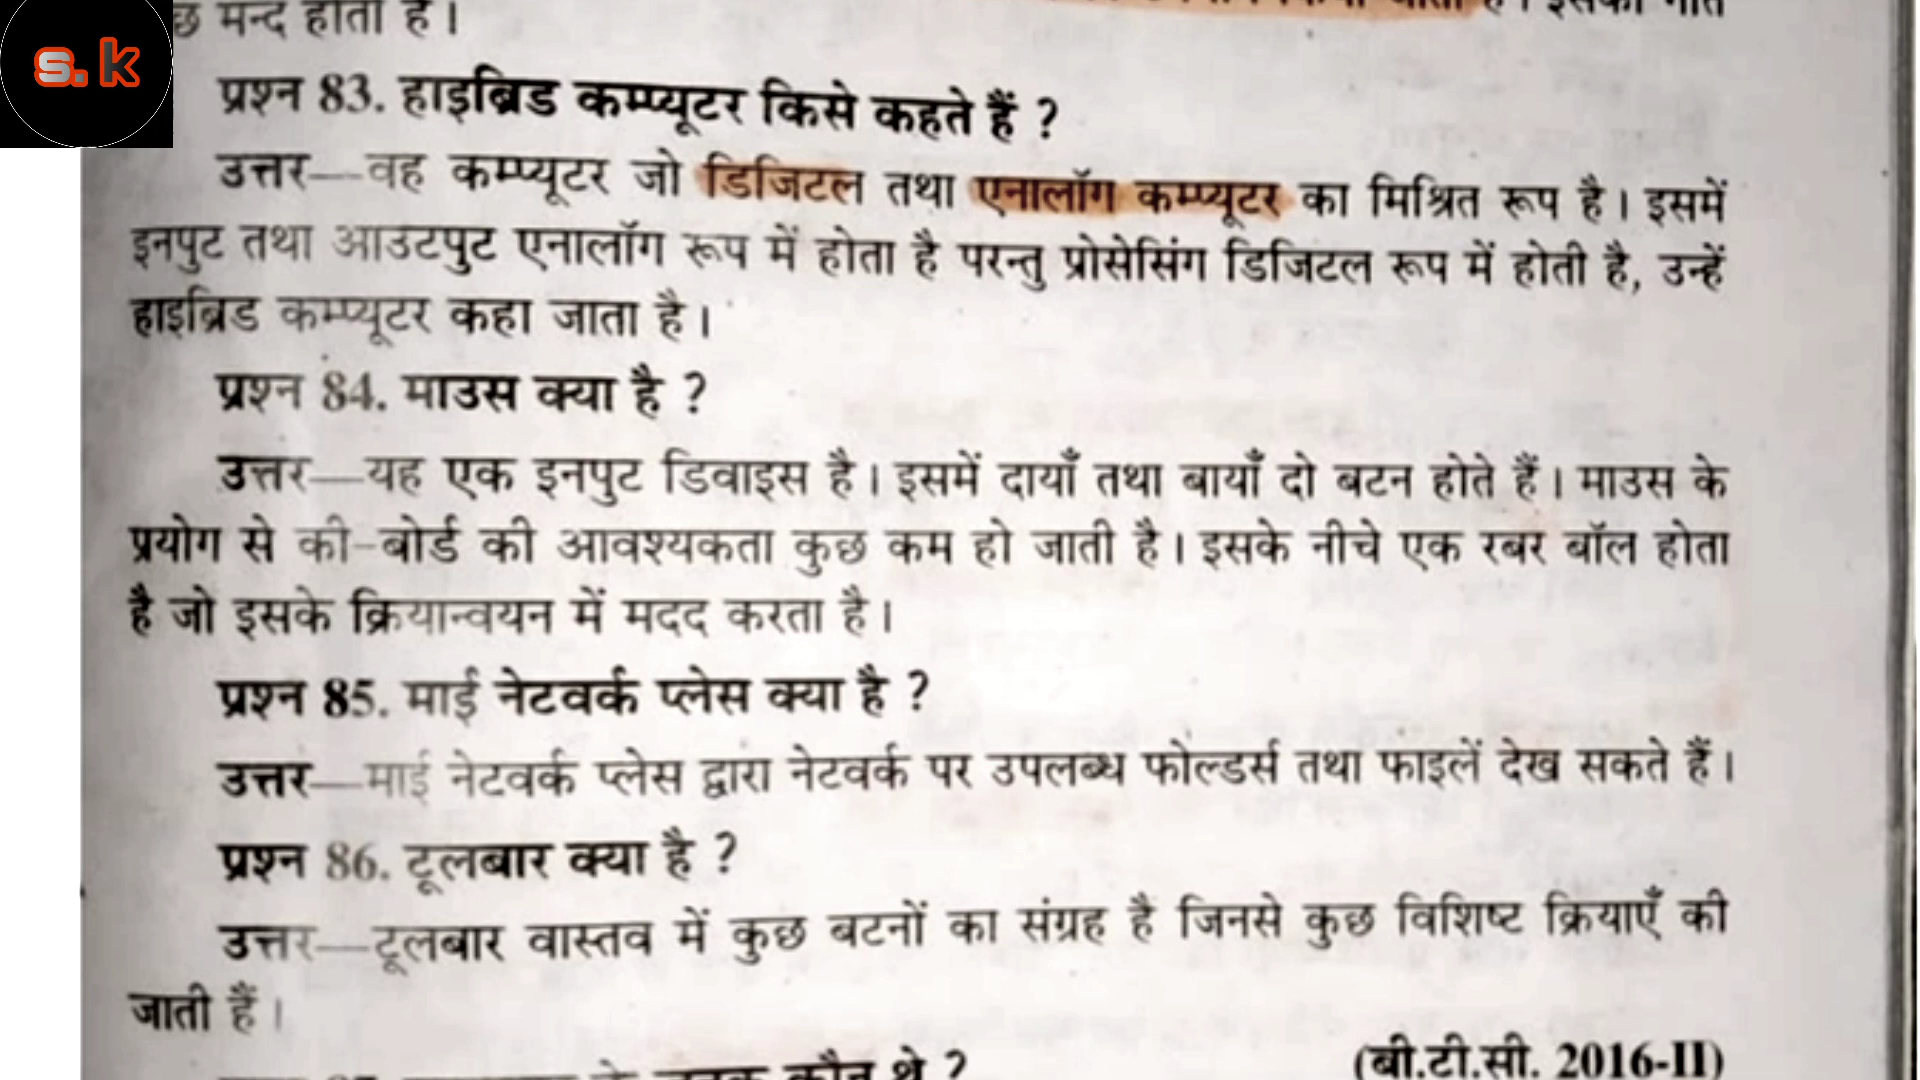 s.k
मन्द होता है।
प्रश्न 83. हाइब्रिड कम्प्यूटर किसे कहते हैं ?
उत्तर—वह कम्प्यूटर जो डिजिटल तथा एनालॉग कम्प्यूटर का मिश्रित रूप है। इसमें
इनपुट तथा आउटपुट एनालॉग रूप में होता है परन्तु प्रोसेसिंग डिजिटल रूप में होती है, उन्हें
हाइब्रिड कम्प्यूटर कहा जाता है।
प्रश्न 84. माउस क्या है ?
उत्तर—यह एक इनपुट डिवाइस है। इसमें दायाँ तथा बायाँ दो बटन होते हैं। माउस के
प्रयोग से की-बोर्ड की आवश्यकता कुछ कम हो जाती है। इसके नीचे एक रबर बॉल होता
है जो इसके क्रियान्वयन में मदद करता है।
प्रश्न 85. माई नेटवर्क प्लेस क्या है ?
उत्तर—माई नेटवर्क प्लेस द्वारा नेटवर्क पर उपलब्ध फोल्डर्स तथा फाइलें देख सकते हैं।
प्रश्न 86. टूलबार क्या है ?
उत्तर—टूलबार वास्तव में कुछ बटनों का संग्रह है जिनसे कुछ विशिष्ट क्रियाएँ की
जाती हैं।
(बी.टी.सी. 2016-II)
कौन थे ?